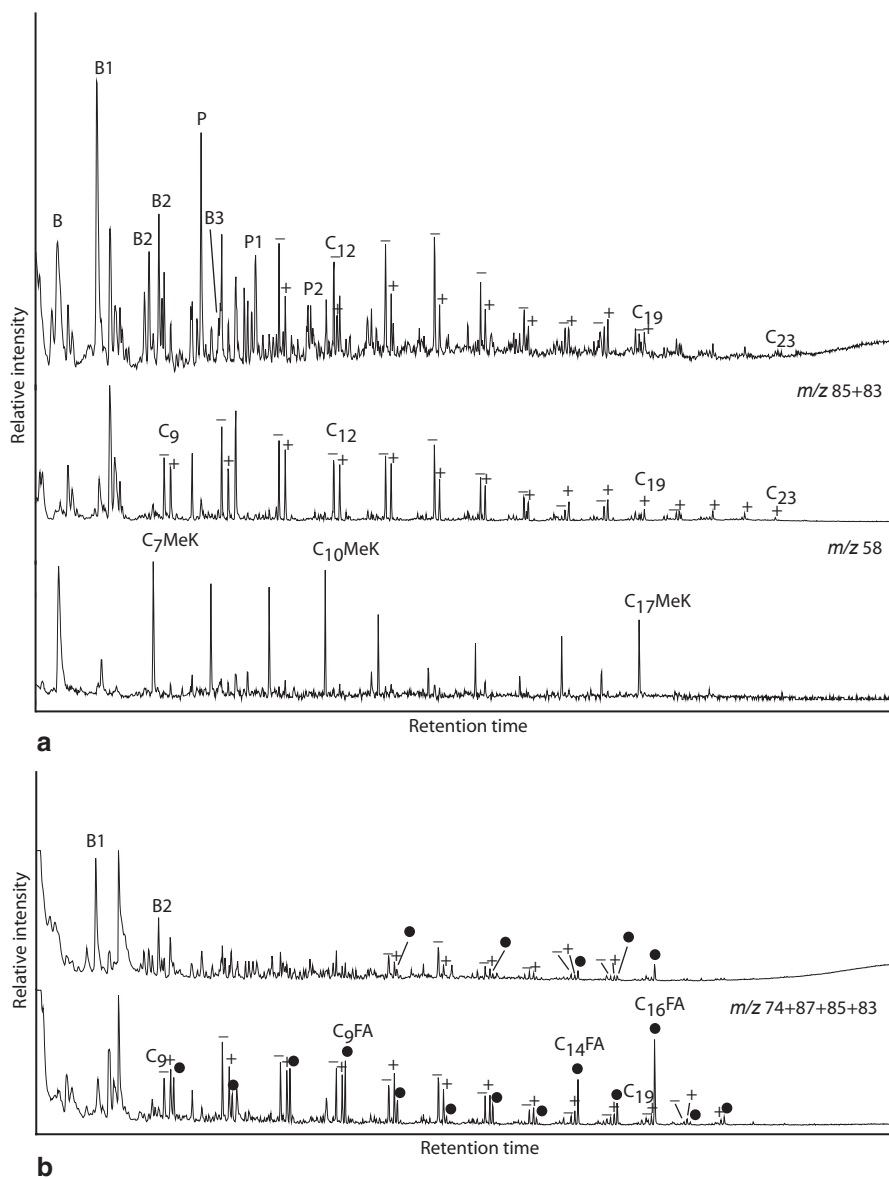 B1
P
B2
B
B3
B2
P1
–
C12
–
–
P2
–
+
+
+
–
+
+
–
+
–
+
–
+
C19
–
+
C23
m/z 85+83
C9
–
+
–
+
–
+
C12
–
+
–
+
–
+
–
+
–
+
–
+
–
+
C19
+
–
+
+
+
C23
+
m/z 58
C7MeK
C10MeK
C17MeK
Relative intensity
Retention time
a
B1
B2
–
+
●
–
+
–
+
●
–
+
–
+
●
–
+
●
●
m/z 74+87+85+83
C9
–
+
●
–
+
●
–
+
●
C9FA
–
+
●
–
+
●
–
+
●
–
+
●
–
+
●
C14FA
–
+
●
–
+
●
C19
–
+
C16FA
●
–
+
●
+
●
Relative intensity
Retention time
b